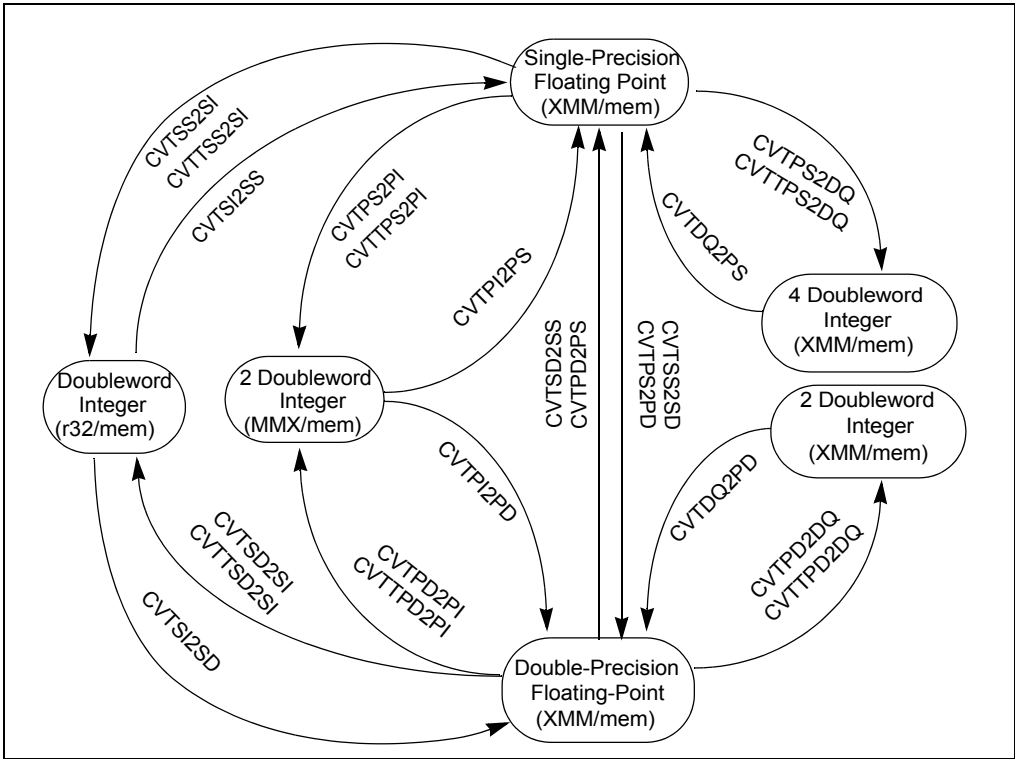 Single-Precision
Floating Point
(XMM/mem)
CVTSS2SI
CVTTSS2SI
CVTSI2SS
CVTPS2PI
CVTTPS2PI
CVTPI2PS
CVTPS2DQ
CVTTPS2DQ
CVTDQ2PS
4 Doubleword
Integer
(XMM/mem)
Doubleword
Integer
(r32/mem)
2 Doubleword
Integer
(MMX/mem)
CVTSD2SS
CVTPD2PS
CVTSS2SD
CVTPS2PD
2 Doubleword
Integer
(XMM/mem)
CVTPI2PD
CVTDQ2PD
CVTSD2SI
CVTTSD2SI
CVTPD2PI
CVTTPD2PI
CVTPD2DQ
CVTTPD2DQ
CVTSI2SD
Double-Precision
Floating-Point
(XMM/mem)